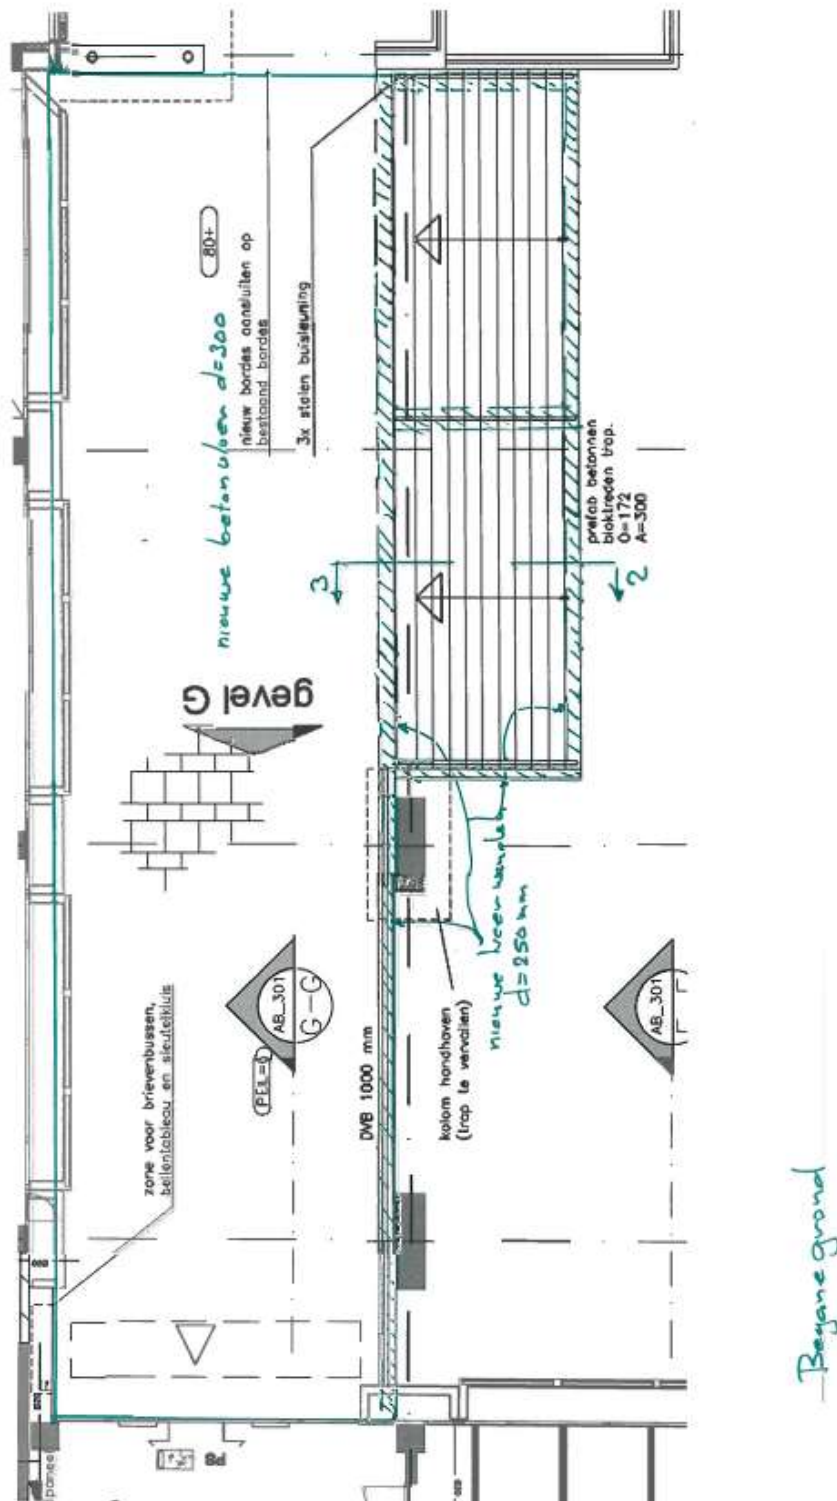 80+
nieuwe betonvloer d=300
nieuw bordes aansluiten op
bestaand bordes
3x stalen buisleuning
prefab betonnen
bloktreden trap.
O=172
A=300
3
2
gevel G
nieuwe keerwanden
d=250mm
zone voor brievenbussen,
bellentableau en sleutelkluis
AB_301
G-G
PEIL=0
DVB 1000 mm
kolom handhaven
(trap te vervallen)
AB_301
Begane grond